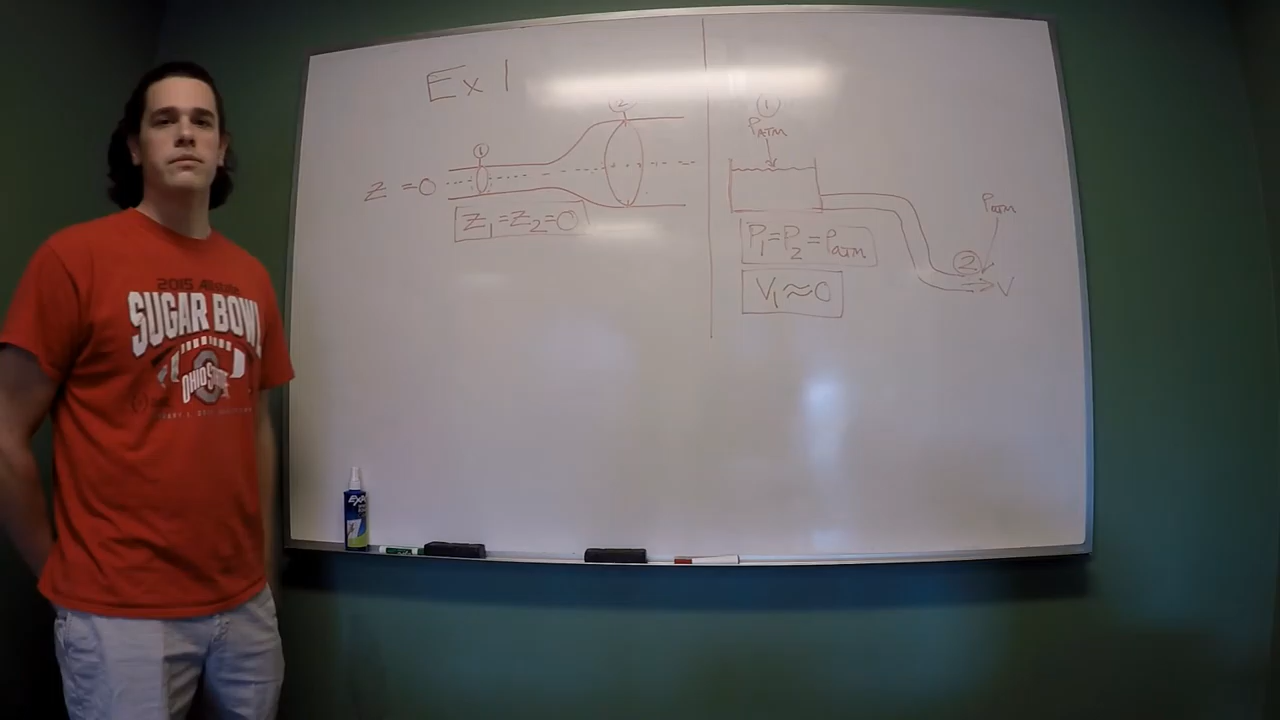 Ex 1
①
②
z = 0
z₁=z₂=0
①
PATM
P₁=P₂=PATM
V₁≈0
PATM
②
V
2015 Allstate
SUGAR BOWL
OHIO STATE
EXPO